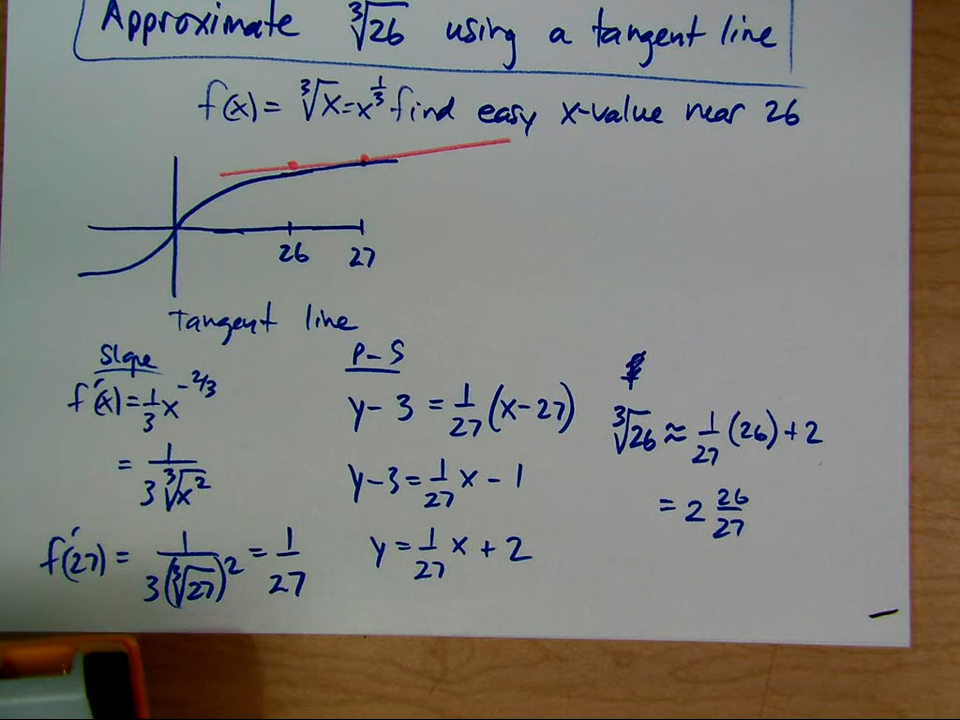 Approximate ∛26 using a tangent line
f(x) = ∛x = x^(1/3) find easy x-value near 26
26 27
Tangent line
Slope
f'(x) = 1/3 x^(-2/3)
= 1/(3∛x²)
f'(27) = 1/(3(∛27)²) = 1/27
P-S
y - 3 = 1/27 (x - 27)
y - 3 = 1/27 x - 1
y = 1/27 x + 2
∛26 ≈ 1/27 (26) + 2
= 2 26/27